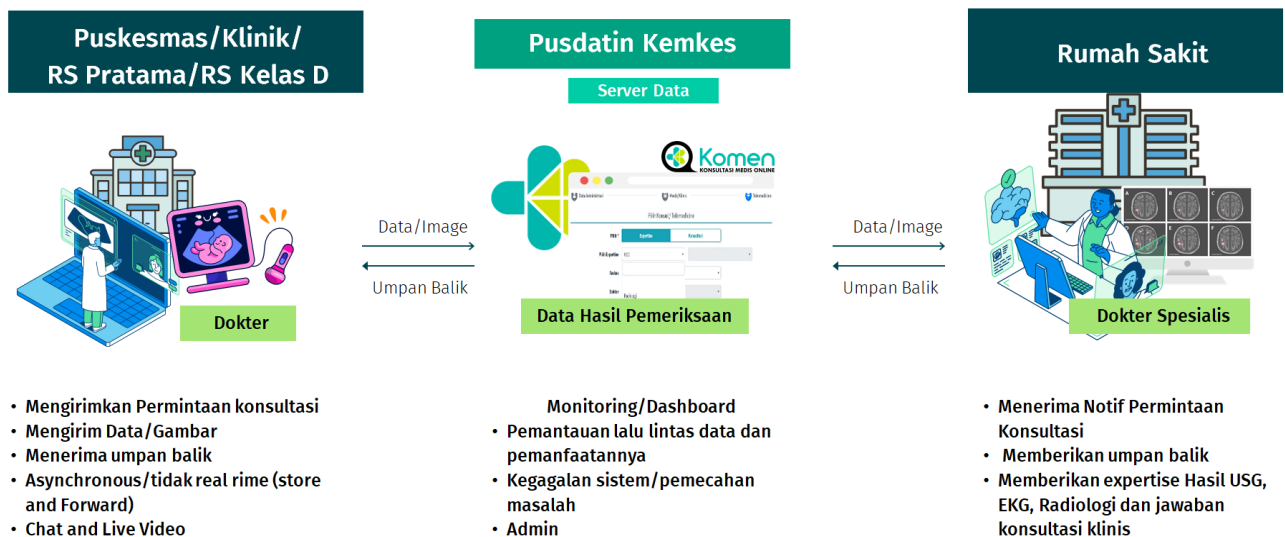 Puskesmas/Klinik/
RS Pratama/RS Kelas D
Pusdatin Kemkes
Server Data
Rumah Sakit
Komen
KONSULTASI MEDIS ONLINE
Telemedicine
Data/Image
Umpan Balik
Data/Image
Umpan Balik
A
B
C
D
E
F
Dokter
Data Hasil Pemeriksaan
Dokter Spesialis
• Mengirimkan Permintaan konsultasi
• Mengirim Data/Gambar
• Menerima umpan balik
• Asynchronous/tidak real rime (store
and Forward)
• Chat and Live Video
Monitoring/Dashboard
• Pemantauan lalu lintas data dan
pemanfaatannya
• Kegagalan sistem/pemecahan
masalah
• Admin
• Menerima Notif Permintaan
Konsultasi
• Memberikan umpan balik
• Memberikan expertise Hasil USG,
EKG, Radiologi dan jawaban
konsultasi klinis